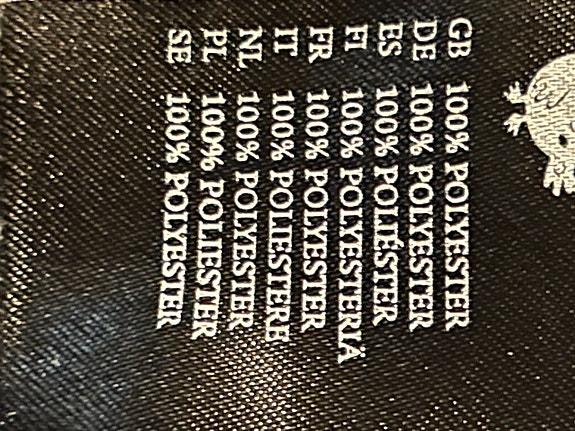 GB 100% POLYESTER
DE 100% POLYESTER
ES 100% POLIÉSTER
FI 100% POLYESTERIÄ
FR 100% POLYESTER
IT 100% POLIESTERE
NL 100% POLYESTER
PL 100% POLIESTER
SE 100% POLYESTER